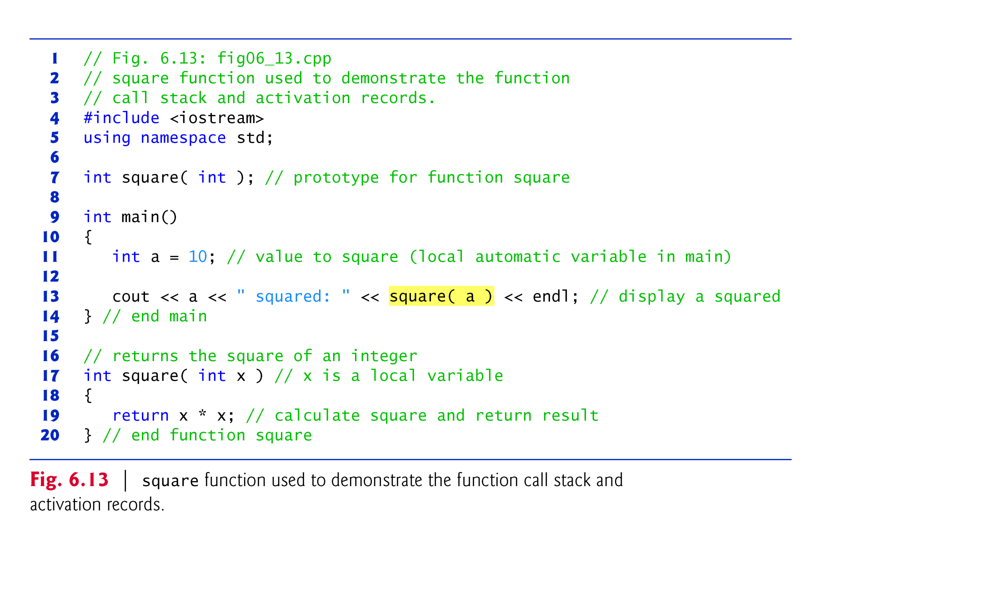 1 // Fig. 6.13: fig06_13.cpp
2 // square function used to demonstrate the function
3 // call stack and activation records.
4 #include <iostream>
5 using namespace std;
6
7 int square( int ); // prototype for function square
8
9 int main()
10 {
11    int a = 10; // value to square (local automatic variable in main)
12
13    cout << a << " squared: " << square( a ) << endl; // display a squared
14 } // end main
15
16 // returns the square of an integer
17 int square( int x ) // x is a local variable
18 {
19    return x * x; // calculate square and return result
20 } // end function square
Fig. 6.13 | square function used to demonstrate the function call stack and
activation records.